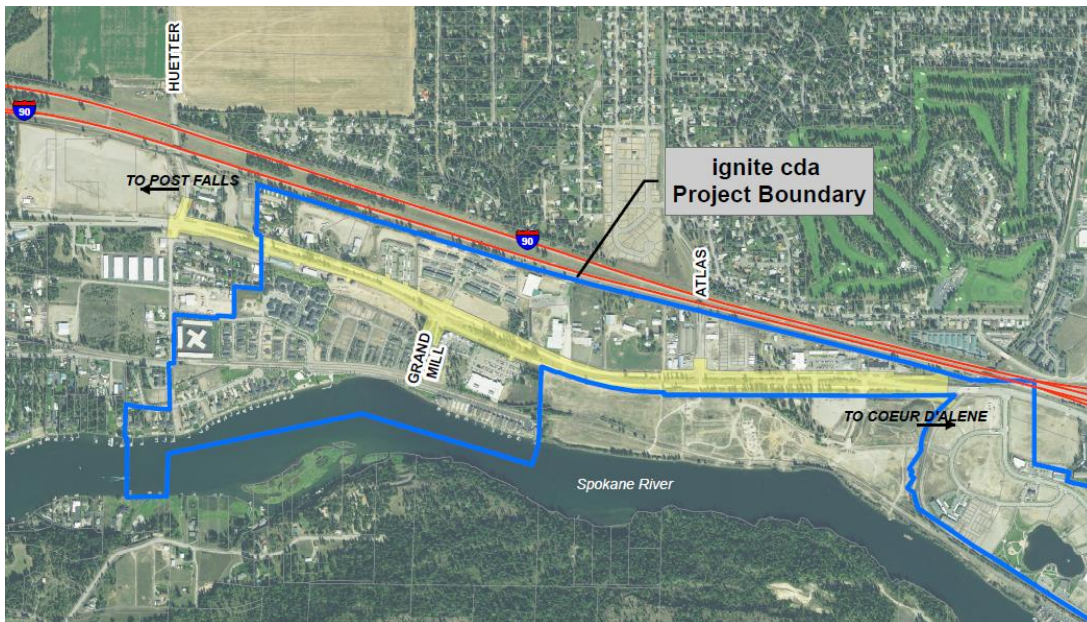 HUETTER
90
TO POST FALLS
ignite cda
Project Boundary
90
ATLAS
GRAND
MILL
TO COEUR D'ALENE
Spokane River